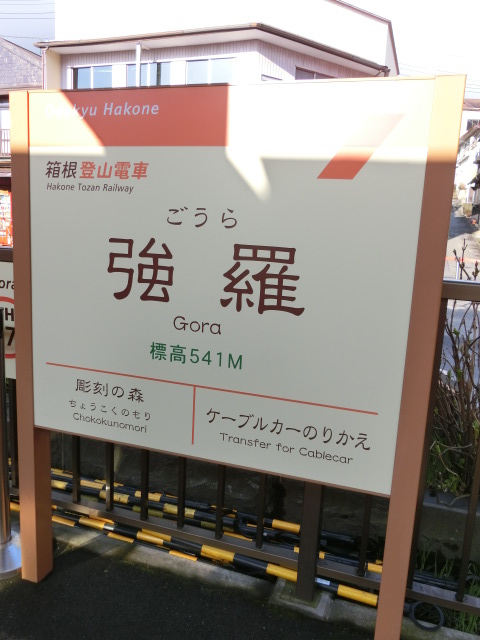 kyu Hakone
箱根登山電車
Hakone Tozan Railway
ごうら
強羅
Gora
標高541M
彫刻の森
ちょうこくのもり
Chokokunomori
ケーブルカーのりかえ
Transfer for Cablecar